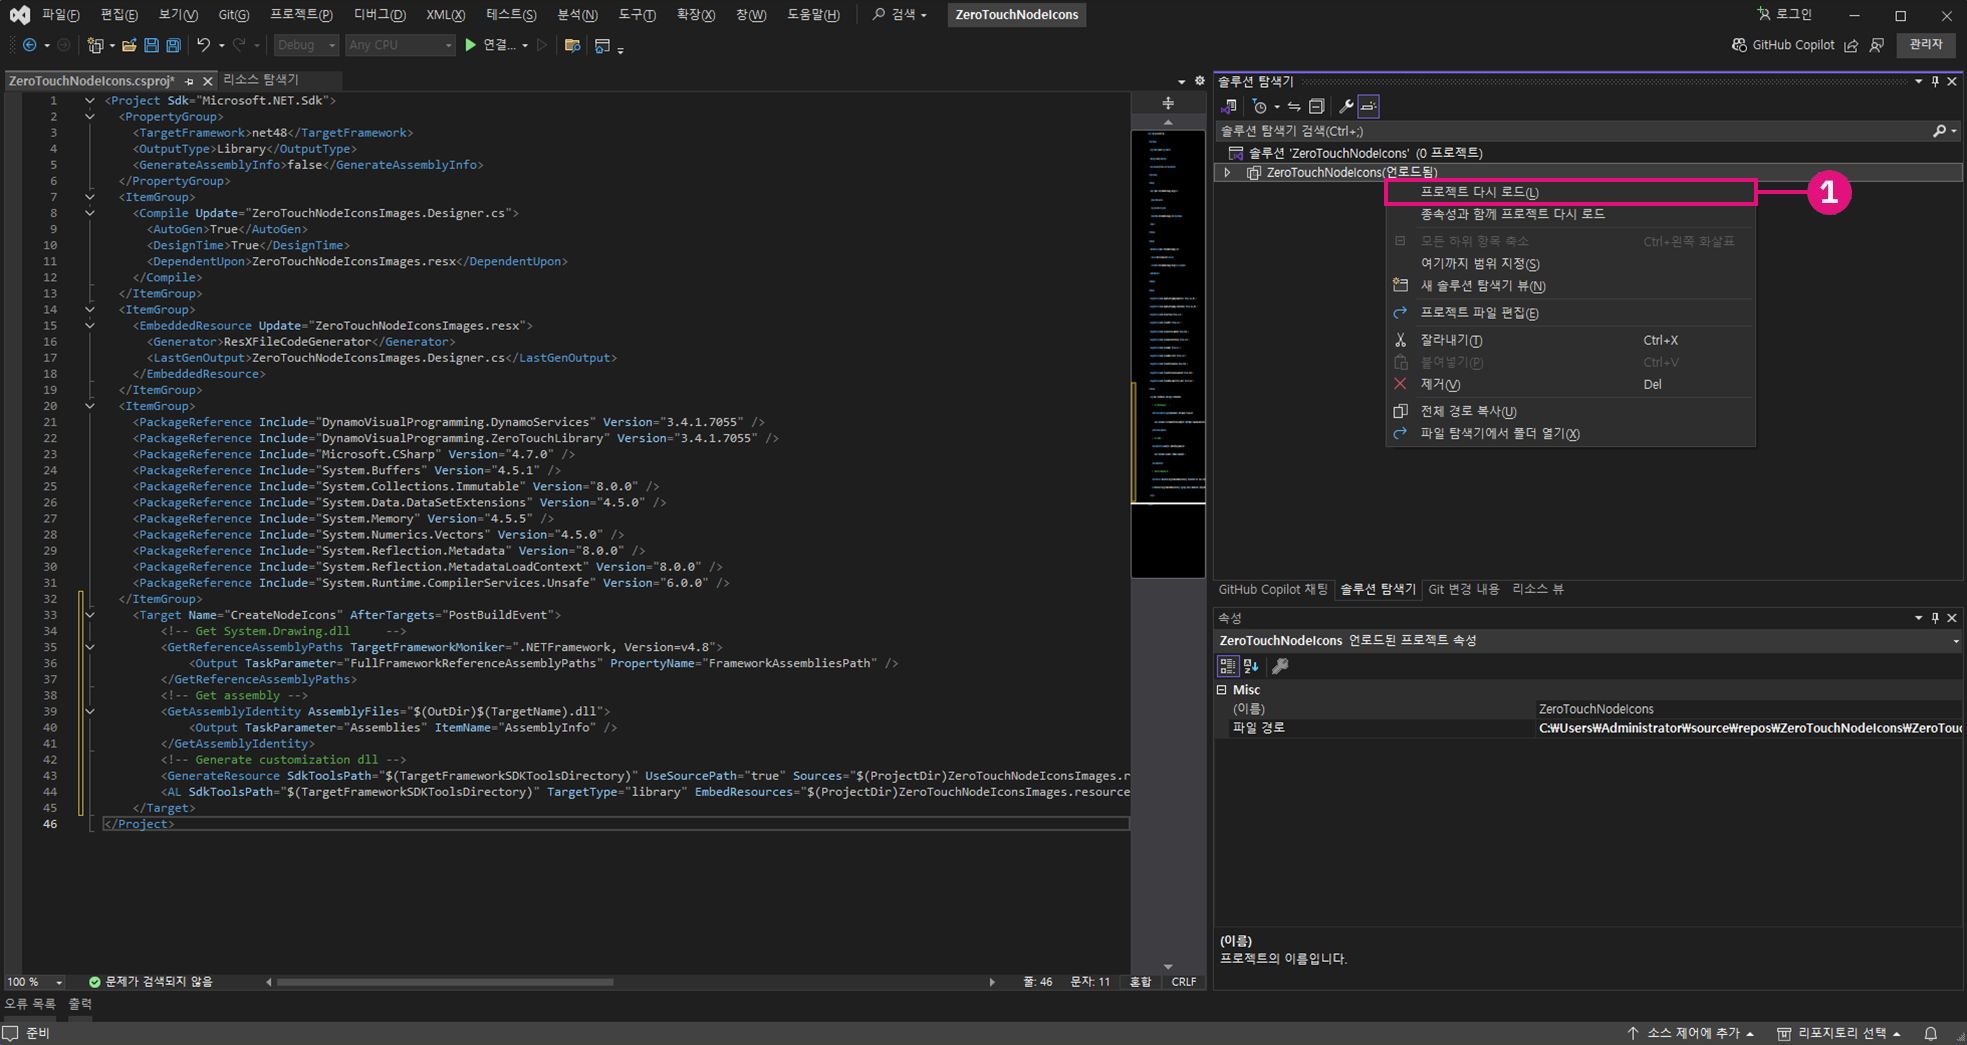 파일(F) 편집(E) 보기(V) Git(G) 프로젝트(P) 디버그(D) XML(X) 테스트(S) 분석(N) 도구(T) 확장(X) 창(W) 도움말(H) 검색 ZeroTouchNodeIcons 로그인
Debug Any CPU 연결... GitHub Copilot 관리자
ZeroTouchNodeIcons.csproj* 리소스 탐색기
1 <Project Sdk="Microsoft.NET.Sdk">
2 <PropertyGroup>
3 <TargetFramework>net48</TargetFramework>
4 <OutputType>Library</OutputType>
5 <GenerateAssemblyInfo>false</GenerateAssemblyInfo>
6 </PropertyGroup>
7 <ItemGroup>
8 <Compile Update="ZeroTouchNodeIconsImages.Designer.cs">
9 <AutoGen>True</AutoGen>
10 <DesignTime>True</DesignTime>
11 <DependentUpon>ZeroTouchNodeIconsImages.resx</DependentUpon>
12 </Compile>
13 </ItemGroup>
14 <ItemGroup>
15 <EmbeddedResource Update="ZeroTouchNodeIconsImages.resx">
16 <Generator>ResXFileCodeGenerator</Generator>
17 <LastGenOutput>ZeroTouchNodeIconsImages.Designer.cs</LastGenOutput>
18 </EmbeddedResource>
19 </ItemGroup>
20 <ItemGroup>
21 <PackageReference Include="DynamoVisualProgramming.DynamoServices" Version="3.4.1.7055" />
22 <PackageReference Include="DynamoVisualProgramming.ZeroTouchLibrary" Version="3.4.1.7055" />
23 <PackageReference Include="Microsoft.CSharp" Version="4.7.0" />
24 <PackageReference Include="System.Buffers" Version="4.5.1" />
25 <PackageReference Include="System.Collections.Immutable" Version="8.0.0" />
26 <PackageReference Include="System.Data.DataSetExtensions" Version="4.5.0" />
27 <PackageReference Include="System.Memory" Version="4.5.5" />
28 <PackageReference Include="System.Numerics.Vectors" Version="4.5.0" />
29 <PackageReference Include="System.Reflection.Metadata" Version="8.0.0" />
30 <PackageReference Include="System.Reflection.MetadataLoadContext" Version="8.0.0" />
31 <PackageReference Include="System.Runtime.CompilerServices.Unsafe" Version="6.0.0" />
32 </ItemGroup>
33 <Target Name="CreateNodeIcons" AfterTargets="PostBuildEvent">
34 <!-- Get System.Drawing.dll -->
35 <GetReferenceAssemblyPaths TargetFrameworkMoniker=".NETFramework, Version=v4.8">
36 <Output TaskParameter="FullFrameworkReferenceAssemblyPaths" PropertyName="FrameworkAssembliesPath" />
37 </GetReferenceAssemblyPaths>
38 <!-- Get assembly -->
39 <GetAssemblyIdentity AssemblyFiles="$(OutDir)$(TargetName).dll">
40 <Output TaskParameter="Assemblies" ItemName="AssemblyInfo" />
41 </GetAssemblyIdentity>
42 <!-- Generate customization dll -->
43 <GenerateResource SdkToolsPath="$(TargetFrameworkSDKToolsDirectory)" UseSourcePath="true" Sources="$(ProjectDir)ZeroTouchNodeIconsImages.r
44 <AL SdkToolsPath="$(TargetFrameworkSDKToolsDirectory)" TargetType="library" EmbedResources="$(ProjectDir)ZeroTouchNodeIconsImages.resource
45 </Target>
46 </Project>
100 % 문제가 검색되지 않음 줄: 46 문자: 11 혼합 CRLF
오류 목록 출력
솔루션 탐색기
솔루션 탐색기 검색(Ctrl+;)
솔루션 'ZeroTouchNodeIcons' (0 프로젝트)
ZeroTouchNodeIcons(언로드됨)
프로젝트 다시 로드(L) 1
종속성과 함께 프로젝트 다시 로드
모든 하위 항목 축소 Ctrl+왼쪽 화살표
여기까지 범위 지정(S)
새 솔루션 탐색기 뷰(N)
프로젝트 파일 편집(E)
잘라내기(T) Ctrl+X
붙여넣기(P) Ctrl+V
제거(V) Del
전체 경로 복사(U)
파일 탐색기에서 폴더 열기(X)
GitHub Copilot 채팅 솔루션 탐색기 Git 변경 내용 리소스 뷰
속성
ZeroTouchNodeIcons 언로드된 프로젝트 속성
Misc
(이름) ZeroTouchNodeIcons
파일 경로 C:₩Users₩Administrator₩source₩repos₩ZeroTouchNodeIcons₩ZeroTouc
(이름)
프로젝트의 이름입니다.
준비 소스 제어에 추가 리포지토리 선택